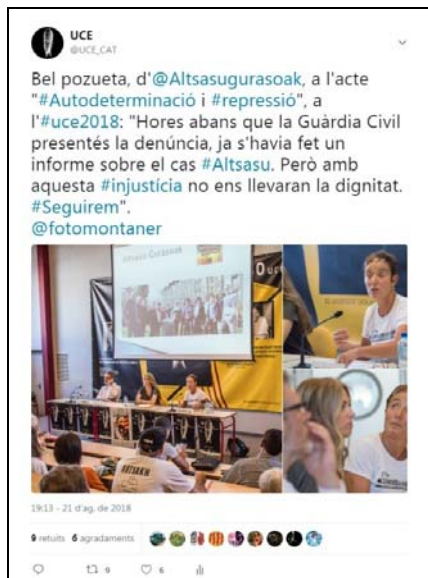 UCE
@UCE_CAT
Bel pozueta, d'@Altsasugurasoak, a l'acte
"#Autodeterminació i #repressió", a
l'#uce2018: "Hores abans que la Guàrdia Civil
presentés la denúncia, ja s'havia fet un
informe sobre el cas #Altsasu. Però amb
aquesta #injustícia no ens llevaran la dignitat.
#Seguirem".
@fotomontaner
19:13 - 21 d'ag. de 2018
9 retuits 6 agradaments
9 6